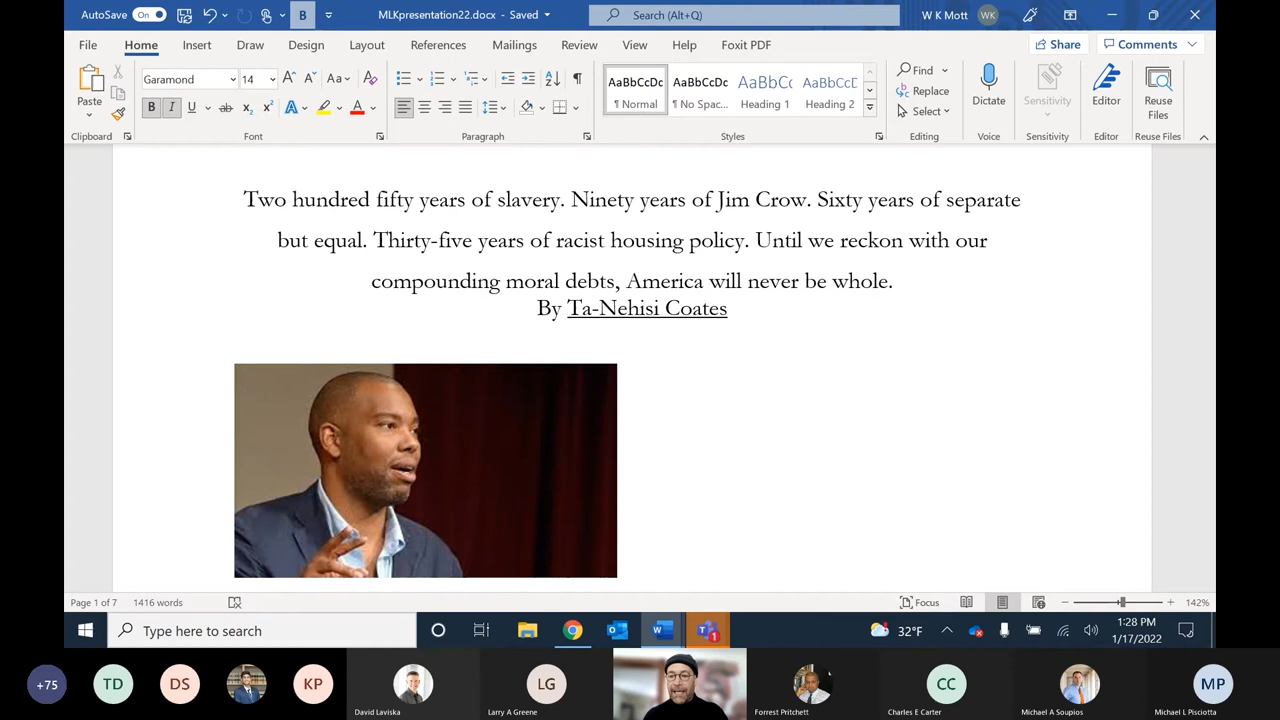 AutoSave On MLKpresentation22.docx - Saved Search (Alt+Q) W K Mott WK
File Home Insert Draw Design Layout References Mailings Review View Help Foxit PDF Share Comments
Garamond 14 Aa
Paste
B I U ab x₂ x² A A
AaBbCcDc AaBbCcDc AaBbCc AaBbCcD
¶ Normal ¶ No Spac... Heading 1 Heading 2
Find
Replace
Select
Dictate Sensitivity Editor Reuse Files
Clipboard Font Paragraph Styles Editing Voice Sensitivity Editor Reuse Files
Two hundred fifty years of slavery. Ninety years of Jim Crow. Sixty years of separate
but equal. Thirty-five years of racist housing policy. Until we reckon with our
compounding moral debts, America will never be whole.
By Ta-Nehisi Coates
Page 1 of 7 1416 words Focus 142%
Type here to search 32°F 1:28 PM
1/17/2022
+75 TD DS KP LG CC MP
David Laviska Larry A Greene Forrest Pritchett Charles E Carter Michael A Soupios Michael L Pisciotta